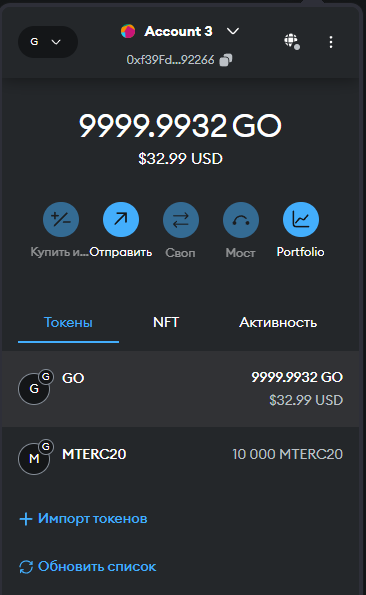 G
Account 3
0xf39Fd...92266
9999.9932 GO
$32.99 USD
Купить и...
Отправить
Своп
Мост
Portfolio
Токены
NFT
Активность
G
G
GO
9999.9932 GO
$32.99 USD
M
G
MTERC20
10 000 MTERC20
+ Импорт токенов
Обновить список